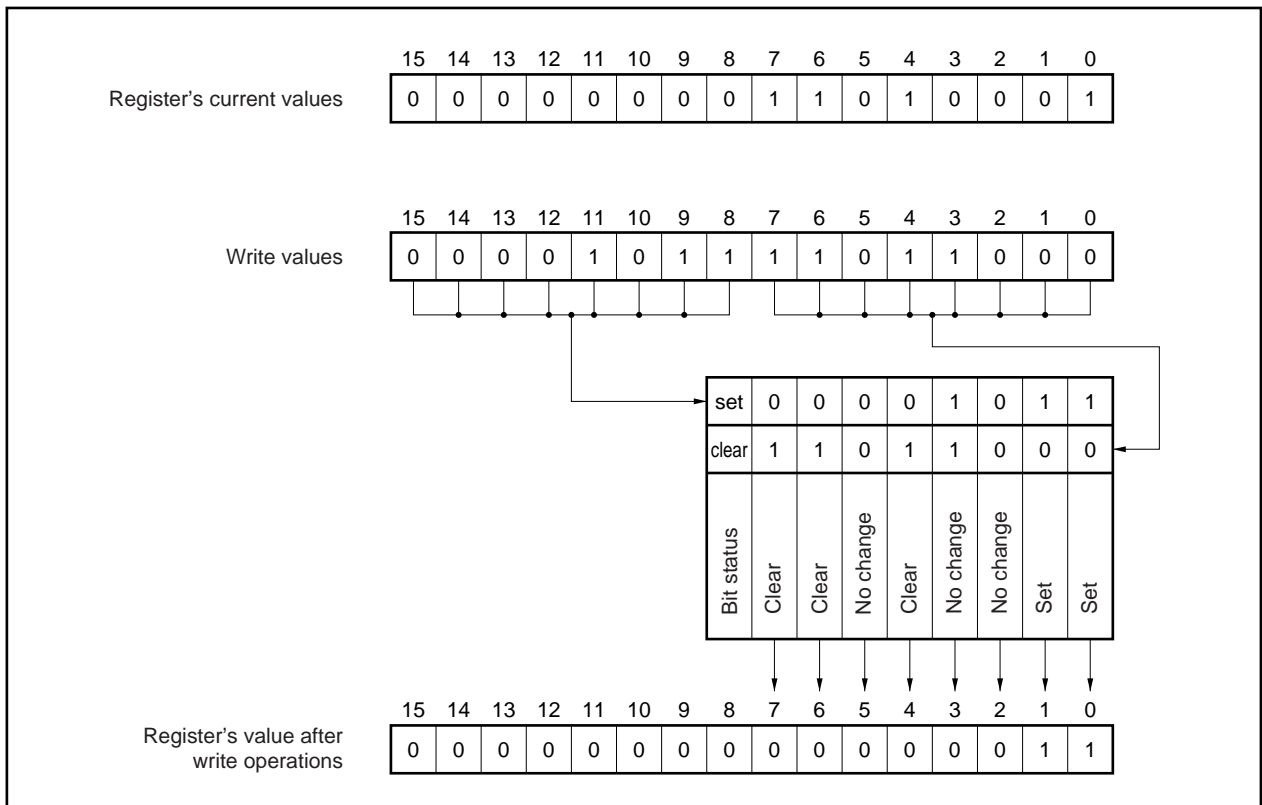 15 14 13 12 11 10 9 8 7 6 5 4 3 2 1 0
Register's current values 0 0 0 0 0 0 0 0 1 1 0 1 0 0 0 1
15 14 13 12 11 10 9 8 7 6 5 4 3 2 1 0
Write values 0 0 0 0 1 0 1 1 1 1 0 1 1 0 0 0
set 0 0 0 0 1 0 1 1
clear 1 1 0 1 1 0 0 0
Bit status Clear Clear No change Clear No change No change Set Set
15 14 13 12 11 10 9 8 7 6 5 4 3 2 1 0
Register's value after
write operations
0 0 0 0 0 0 0 0 0 0 0 0 0 0 1 1